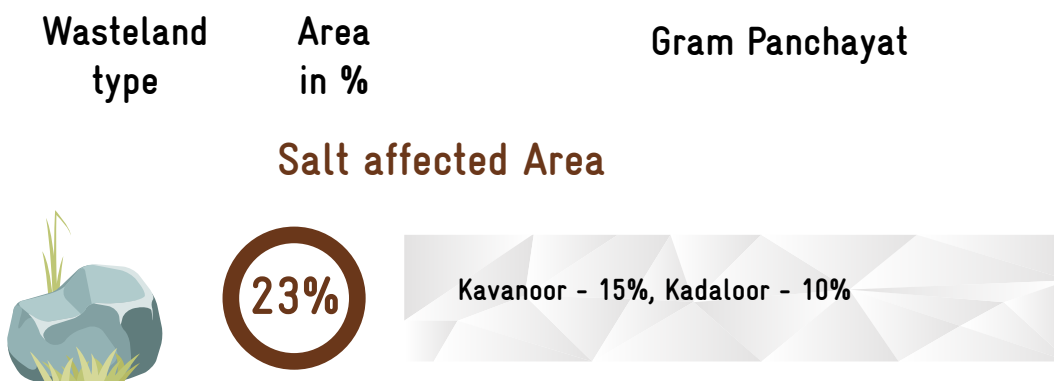 Wasteland
type
Area
in %
Gram Panchayat
Salt affected Area
23%
Kavanoor - 15%, Kadaloor - 10%